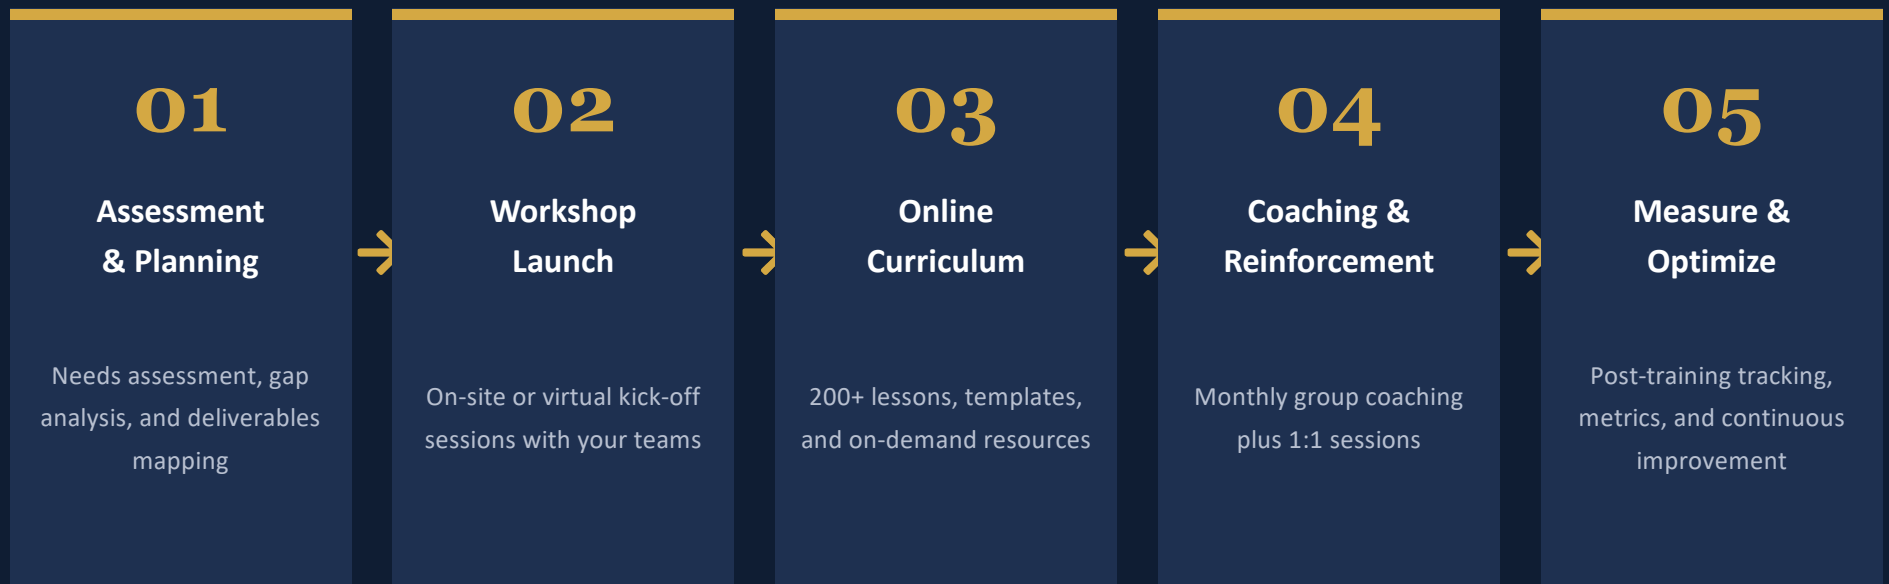 01
Assessment
& Planning
Needs assessment, gap
analysis, and deliverables
mapping
02
Workshop
Launch
On-site or virtual kick-off
sessions with your teams
03
Online
Curriculum
200+ lessons, templates,
and on-demand resources
04
Coaching &
Reinforcement
Monthly group coaching
plus 1:1 sessions
05
Measure &
Optimize
Post-training tracking,
metrics, and continuous
improvement